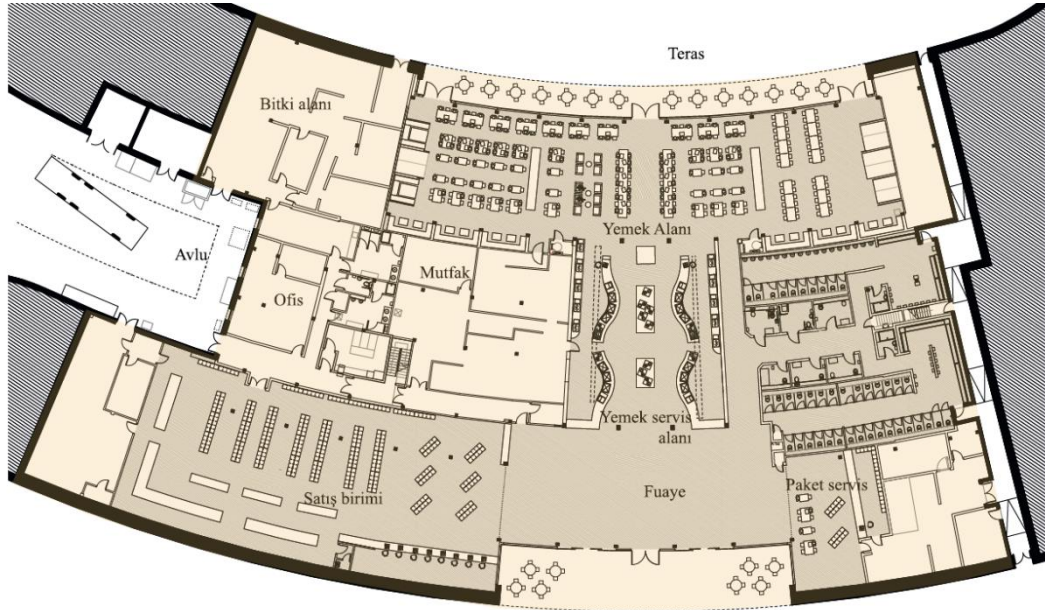 Teras
Bitki alanı
Yemek Alanı
Avlu
Mutfak
Ofis
Yemek servis
alanı
Satış birimi
Fuaye
Paket servis